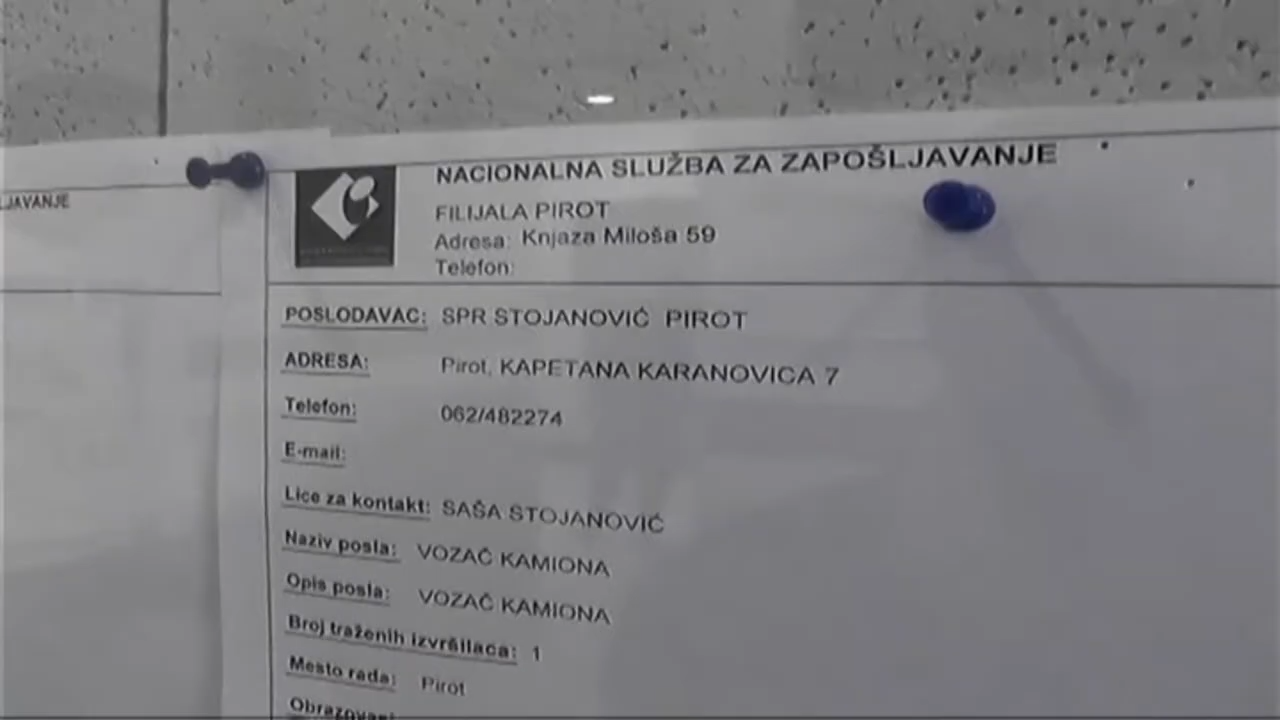 LJAVANJE
NACIONALNA SLUŽBA ZA ZAPOŠLJAVANJE
FILIJALA PIROT
Adresa: Knjaza Miloša 59
Telefon:
POSLODAVAC: SPR STOJANOVIĆ PIROT
ADRESA: Pirot, KAPETANA KARANOVICA 7
Telefon: 062/482274
E-mail:
Lice za kontakt: SAŠA STOJANOVIĆ
Naziv posla: VOZAČ KAMIONA
Opis posla: VOZAČ KAMIONA
Broj traženih izvršilaca: 1
Mesto rada: Pirot